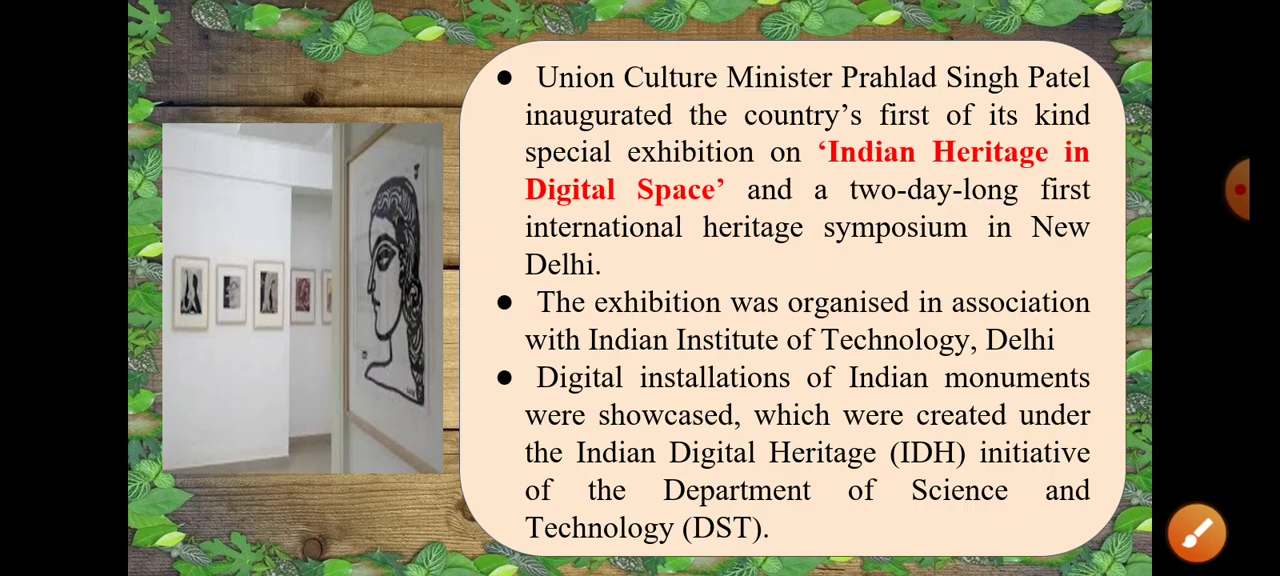 ● Union Culture Minister Prahlad Singh Patel
inaugurated the country’s first of its kind
special exhibition on ‘Indian Heritage in
Digital Space’ and a two-day-long first
international heritage symposium in New
Delhi.
● The exhibition was organised in association
with Indian Institute of Technology, Delhi
● Digital installations of Indian monuments
were showcased, which were created under
the Indian Digital Heritage (IDH) initiative
of the Department of Science and
Technology (DST).